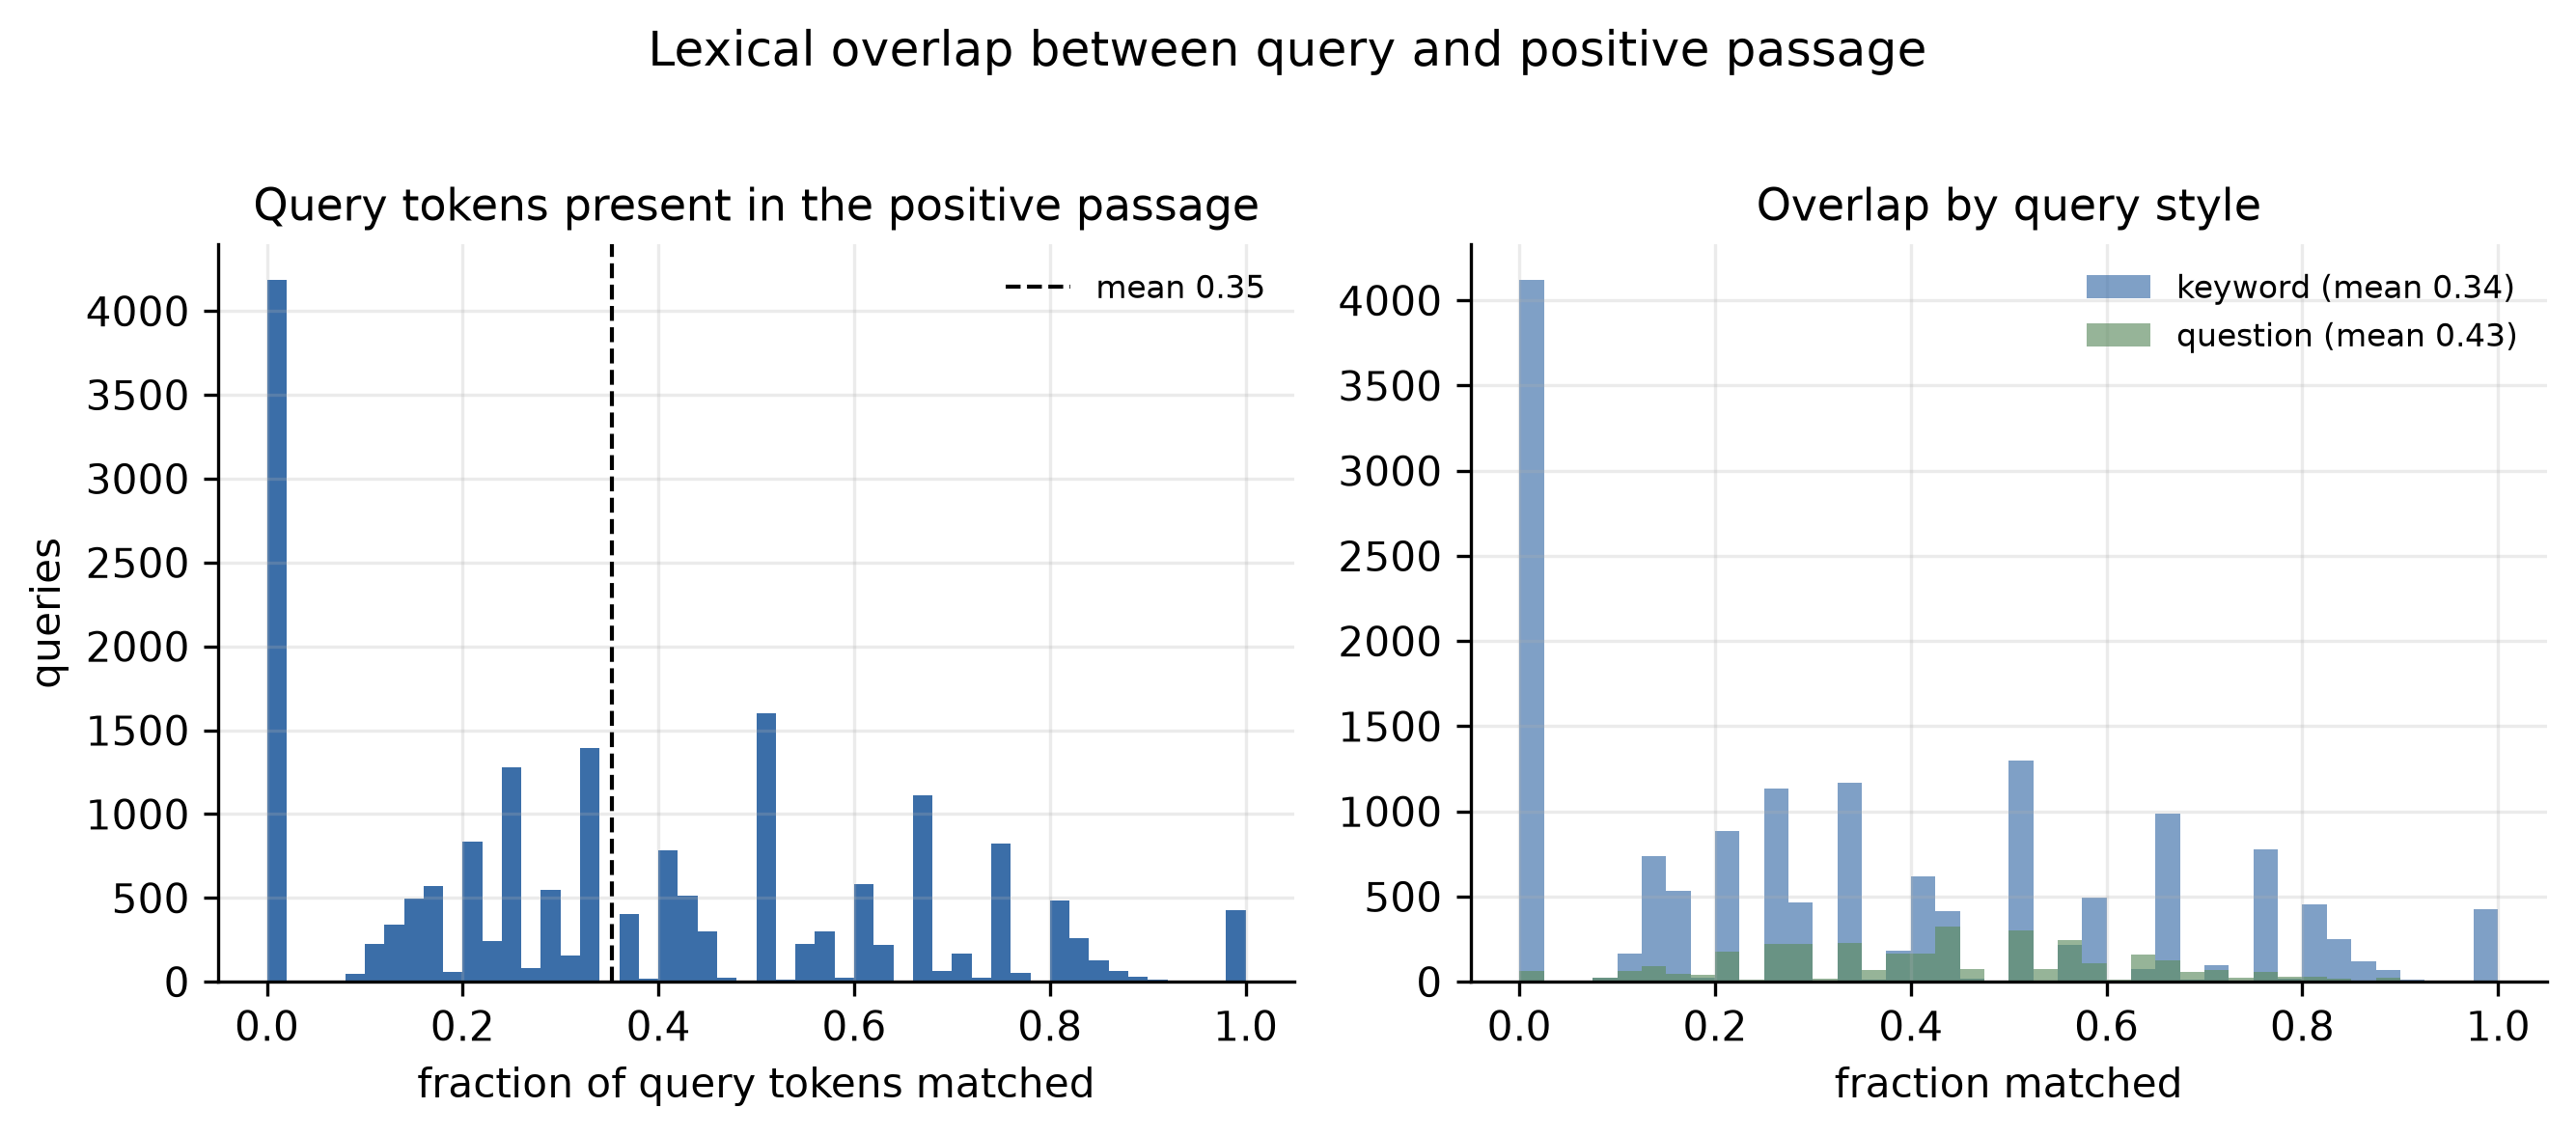 Lexical overlap between query and positive passage
Query tokens present in the positive passage
mean 0.35
4000
3500
3000
2500
2000
1500
1000
500
0
queries
0.0 0.2 0.4 0.6 0.8 1.0
fraction of query tokens matched
Overlap by query style
keyword (mean 0.34)
question (mean 0.43)
4000
3500
3000
2500
2000
1500
1000
500
0
0.0 0.2 0.4 0.6 0.8 1.0
fraction matched